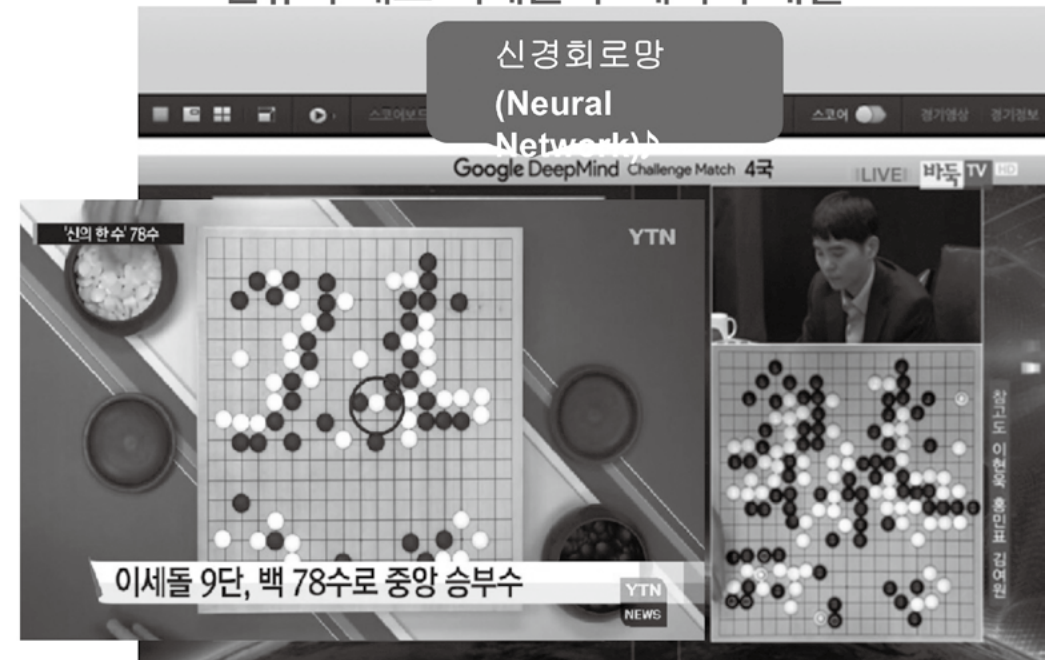 신경회로망
(Neural
Network)♪
스코어보드
스코어
경기영상
경기정보
Google DeepMind Challenge Match 4국
LIVE
바둑TV HD
'신의 한 수' 78수
YTN
참고도 이현욱 홍민표 김여원
이세돌 9단, 백 78수로 중앙 승부수
YTN
NEWS